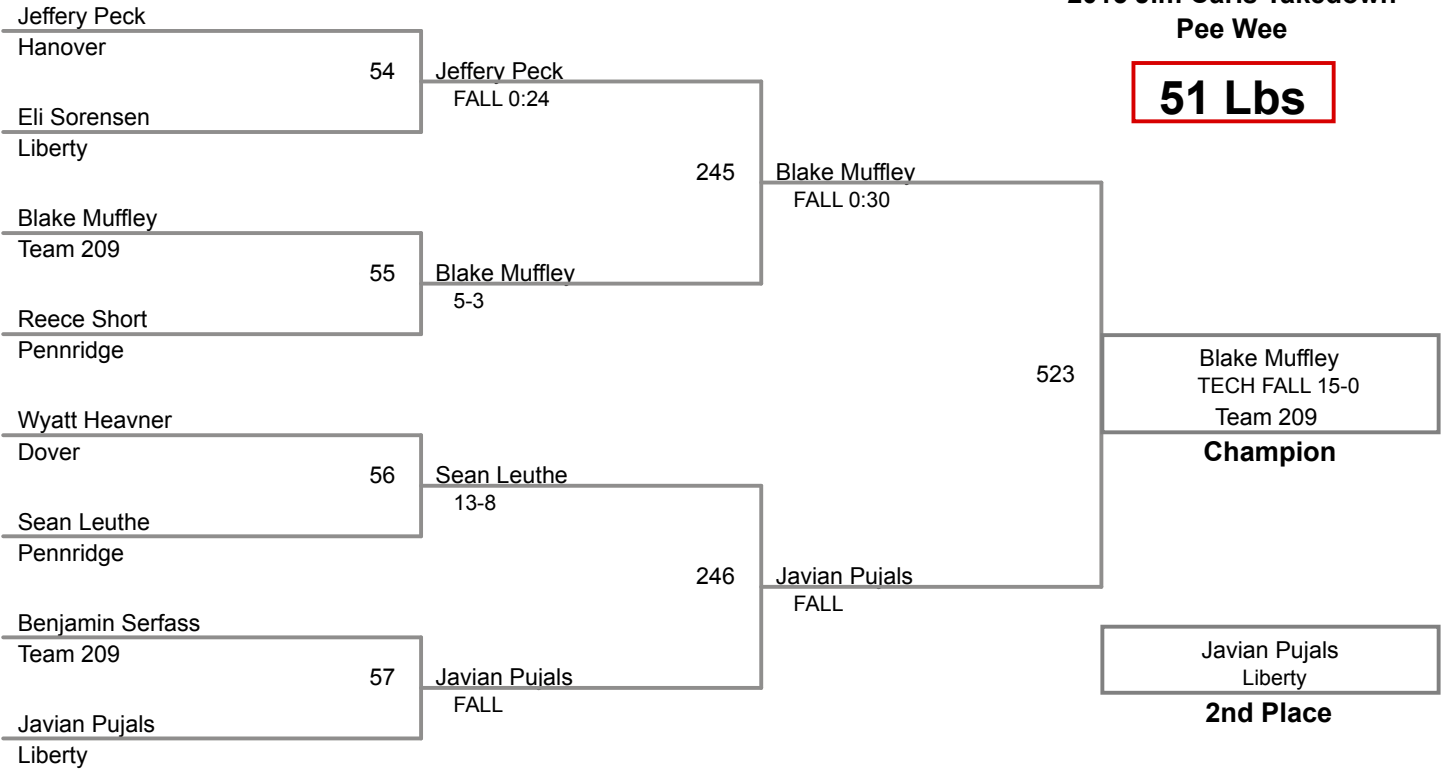 Pee Wee
51 Lbs
Jeffery Peck
Hanover
54
Jeffery Peck
FALL 0:24
Eli Sorensen
Liberty
245
Blake Muffley
FALL 0:30
Blake Muffley
Team 209
55
Blake Muffley
5-3
Reece Short
Pennridge
523
Blake Muffley
TECH FALL 15-0
Team 209
Champion
Wyatt Heavner
Dover
56
Sean Leuthe
13-8
Sean Leuthe
Pennridge
246
Javian Pujals
FALL
Benjamin Serfass
Team 209
57
Javian Pujals
FALL
Javian Pujals
Liberty
Javian Pujals
Liberty
2nd Place